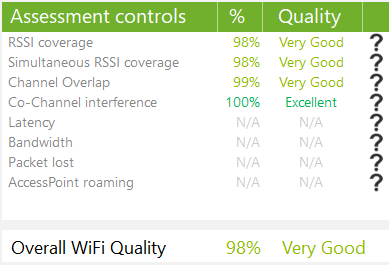 Assessment controls % Quality
RSSI coverage 98% Very Good ?
Simultaneous RSSI coverage 98% Very Good ?
Channel Overlap 99% Very Good ?
Co-Channel interference 100% Excellent ?
Latency N/A N/A ?
Bandwidth N/A N/A ?
Packet lost N/A N/A ?
AccessPoint roaming N/A N/A ?
Overall WiFi Quality 98% Very Good